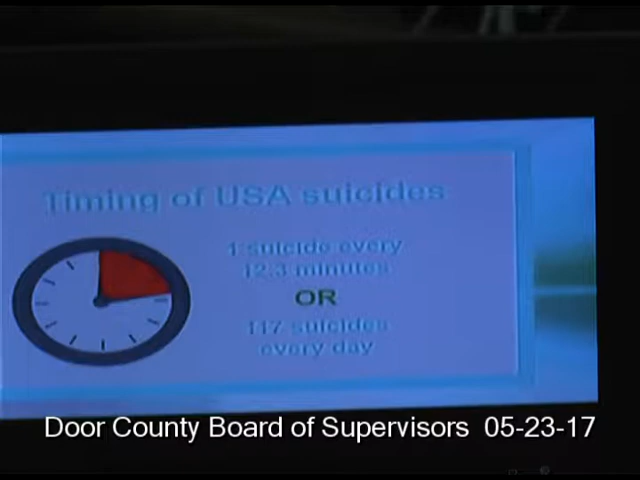 Timing of USA suicides
1 suicide every
12.3 minutes
OR
117 suicides
every day
Door County Board of Supervisors 05-23-17